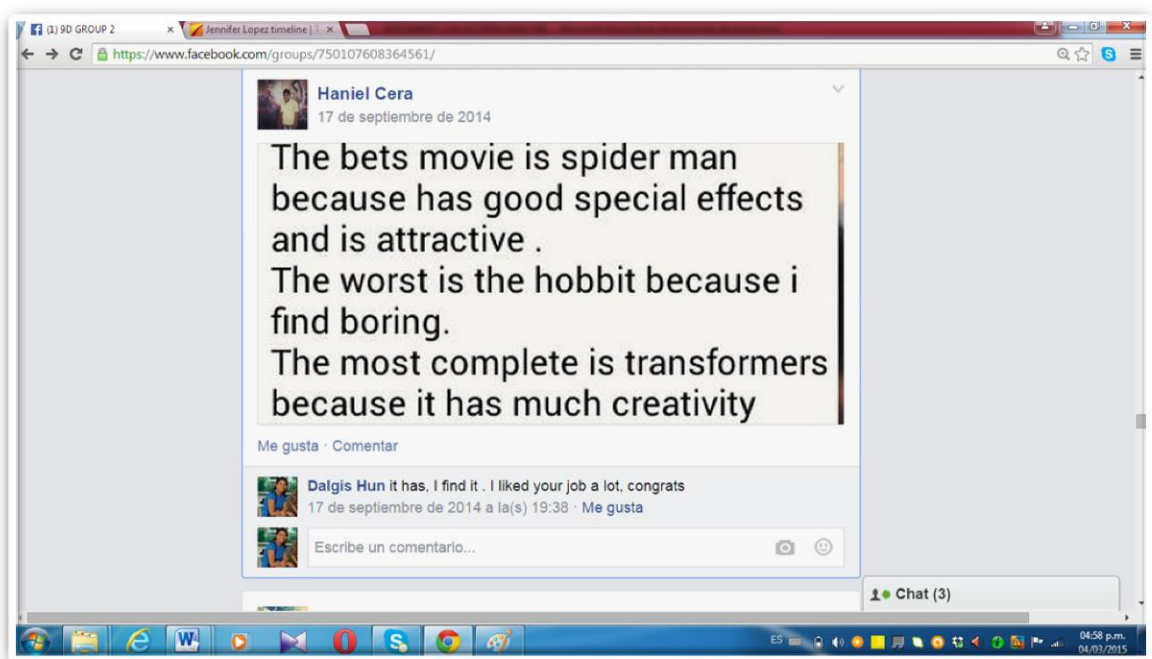 (1) 9D GROUP 2
Jennifer Lopez timeline | T
https://www.facebook.com/groups/750107608364561/
Haniel Cera
17 de septiembre de 2014
The bets movie is spider man
because has good special effects
and is attractive .
The worst is the hobbit because i
find boring.
The most complete is transformers
because it has much creativity
Me gusta · Comentar
Dalgis Hun it has, I find it . I liked your job a lot, congrats
17 de septiembre de 2014 a la(s) 19:38 · Me gusta
Escribe un comentario...
Chat (3)
ES
04:58 p.m.
04/03/2015